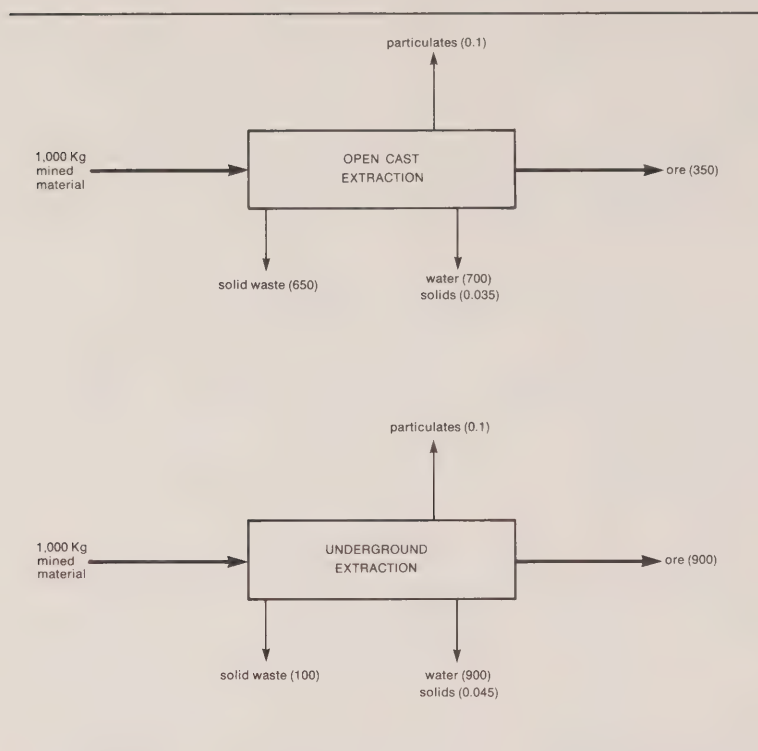 particulates (0.1)
1,000 Kg
mined
material
OPEN CAST
EXTRACTION
ore (350)
solid waste (650)
water (700)
solids (0.035)
particulates (0.1)
1,000 Kg
mined
material
UNDERGROUND
EXTRACTION
ore (900)
solid waste (100)
water (900)
solids (0.045)